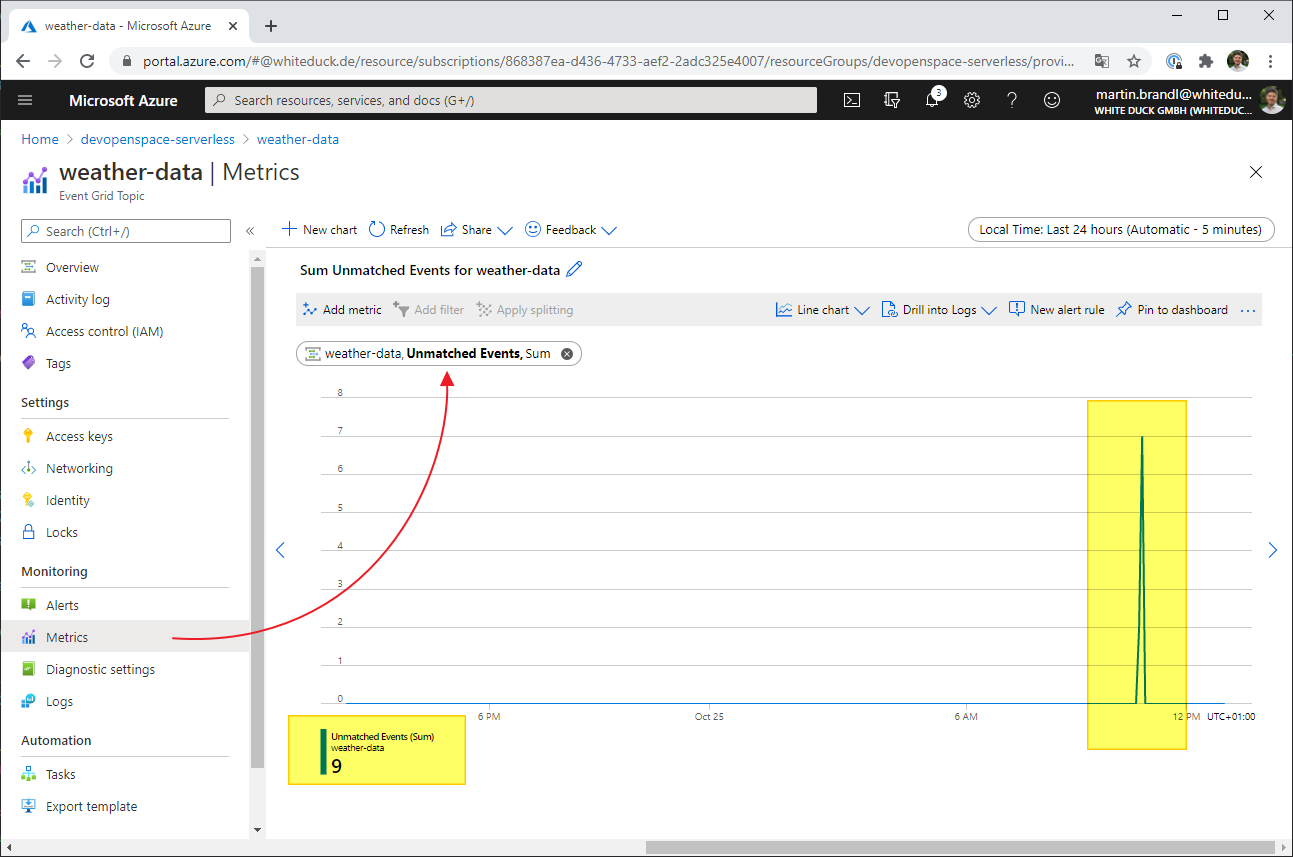 weather-data - Microsoft Azure
portal.azure.com/#@whiteduck.de/resource/subscriptions/868387ea-d436-4733-aef2-2adc325e4007/resourceGroups/devopenspace-serverless/provi...
Microsoft Azure
Search resources, services, and docs (G+/)
3
martin.brandl@whitedu...
WHITE DUCK GMBH (WHITEDUC...
Home > devopenspace-serverless > weather-data
weather-data | Metrics
Event Grid Topic
Search (Ctrl+/)
«
New chart
Refresh
Share
Feedback
Local Time: Last 24 hours (Automatic - 5 minutes)
Overview
Activity log
Access control (IAM)
Tags
Settings
Access keys
Networking
Identity
Locks
Monitoring
Alerts
Metrics
Diagnostic settings
Logs
Automation
Tasks
Export template
Sum Unmatched Events for weather-data
Add metric
Add filter
Apply splitting
Line chart
Drill into Logs
New alert rule
Pin to dashboard
...
weather-data, Unmatched Events, Sum
8
7
6
5
4
3
2
1
0
6 PM
Oct 25
6 AM
12 PM
UTC+01:00
Unmatched Events (Sum)
weather-data
9